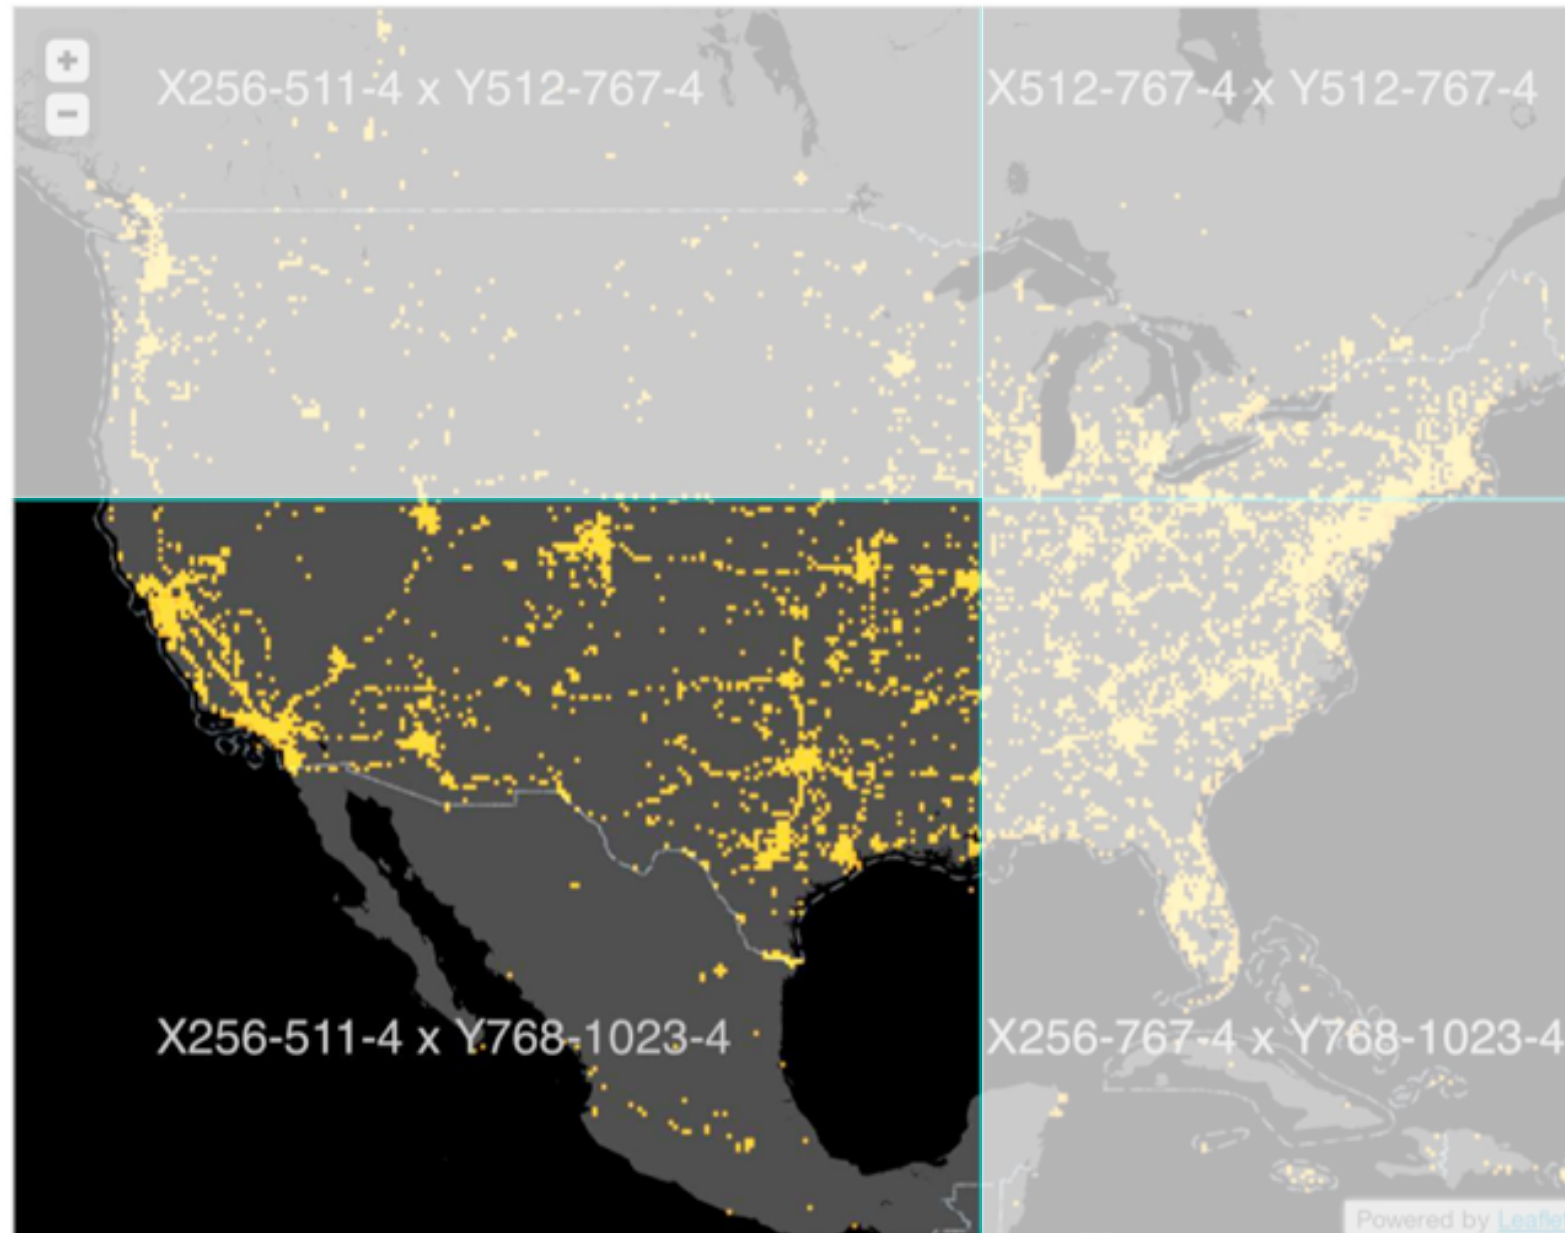 +
−
X256-511-4 x Y512-767-4
X512-767-4 x Y512-767-4
X256-511-4 x Y768-1023-4
X256-767-4 x Y768-1023-4
Powered by Leaflet